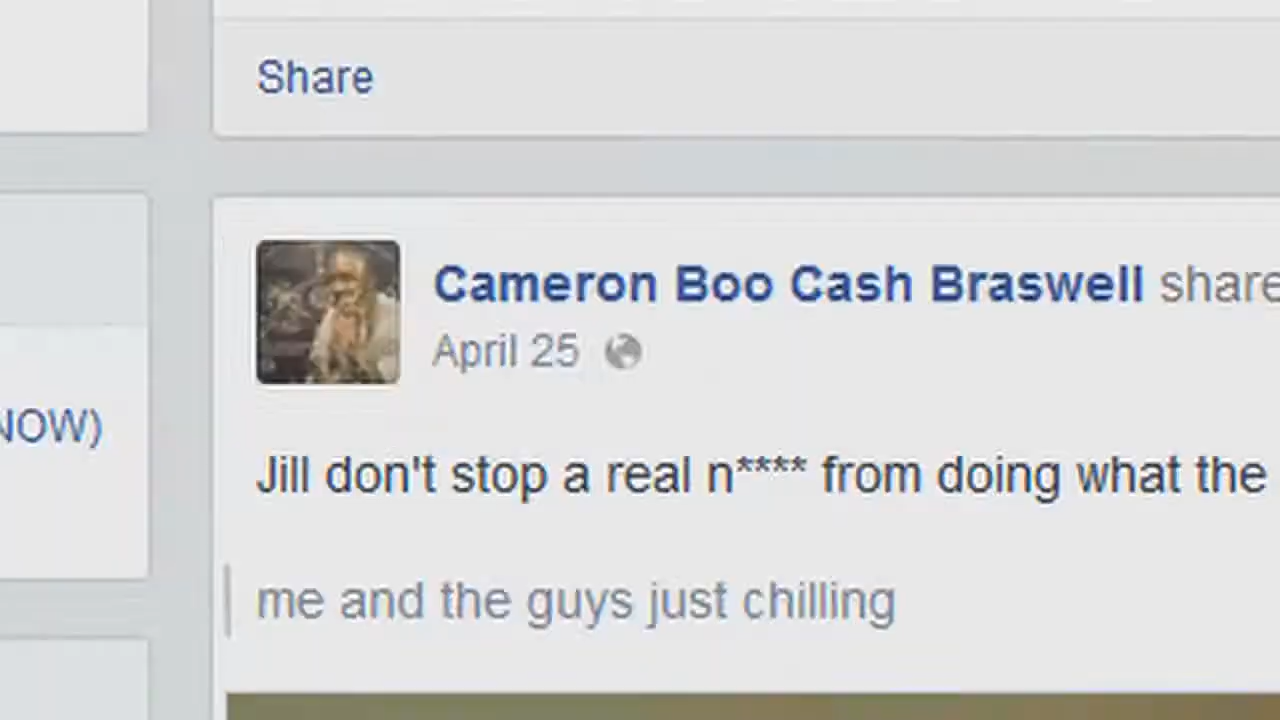 Share
Cameron Boo Cash Braswell share
April 25
NOW)
Jill don't stop a real n**** from doing what the
me and the guys just chilling